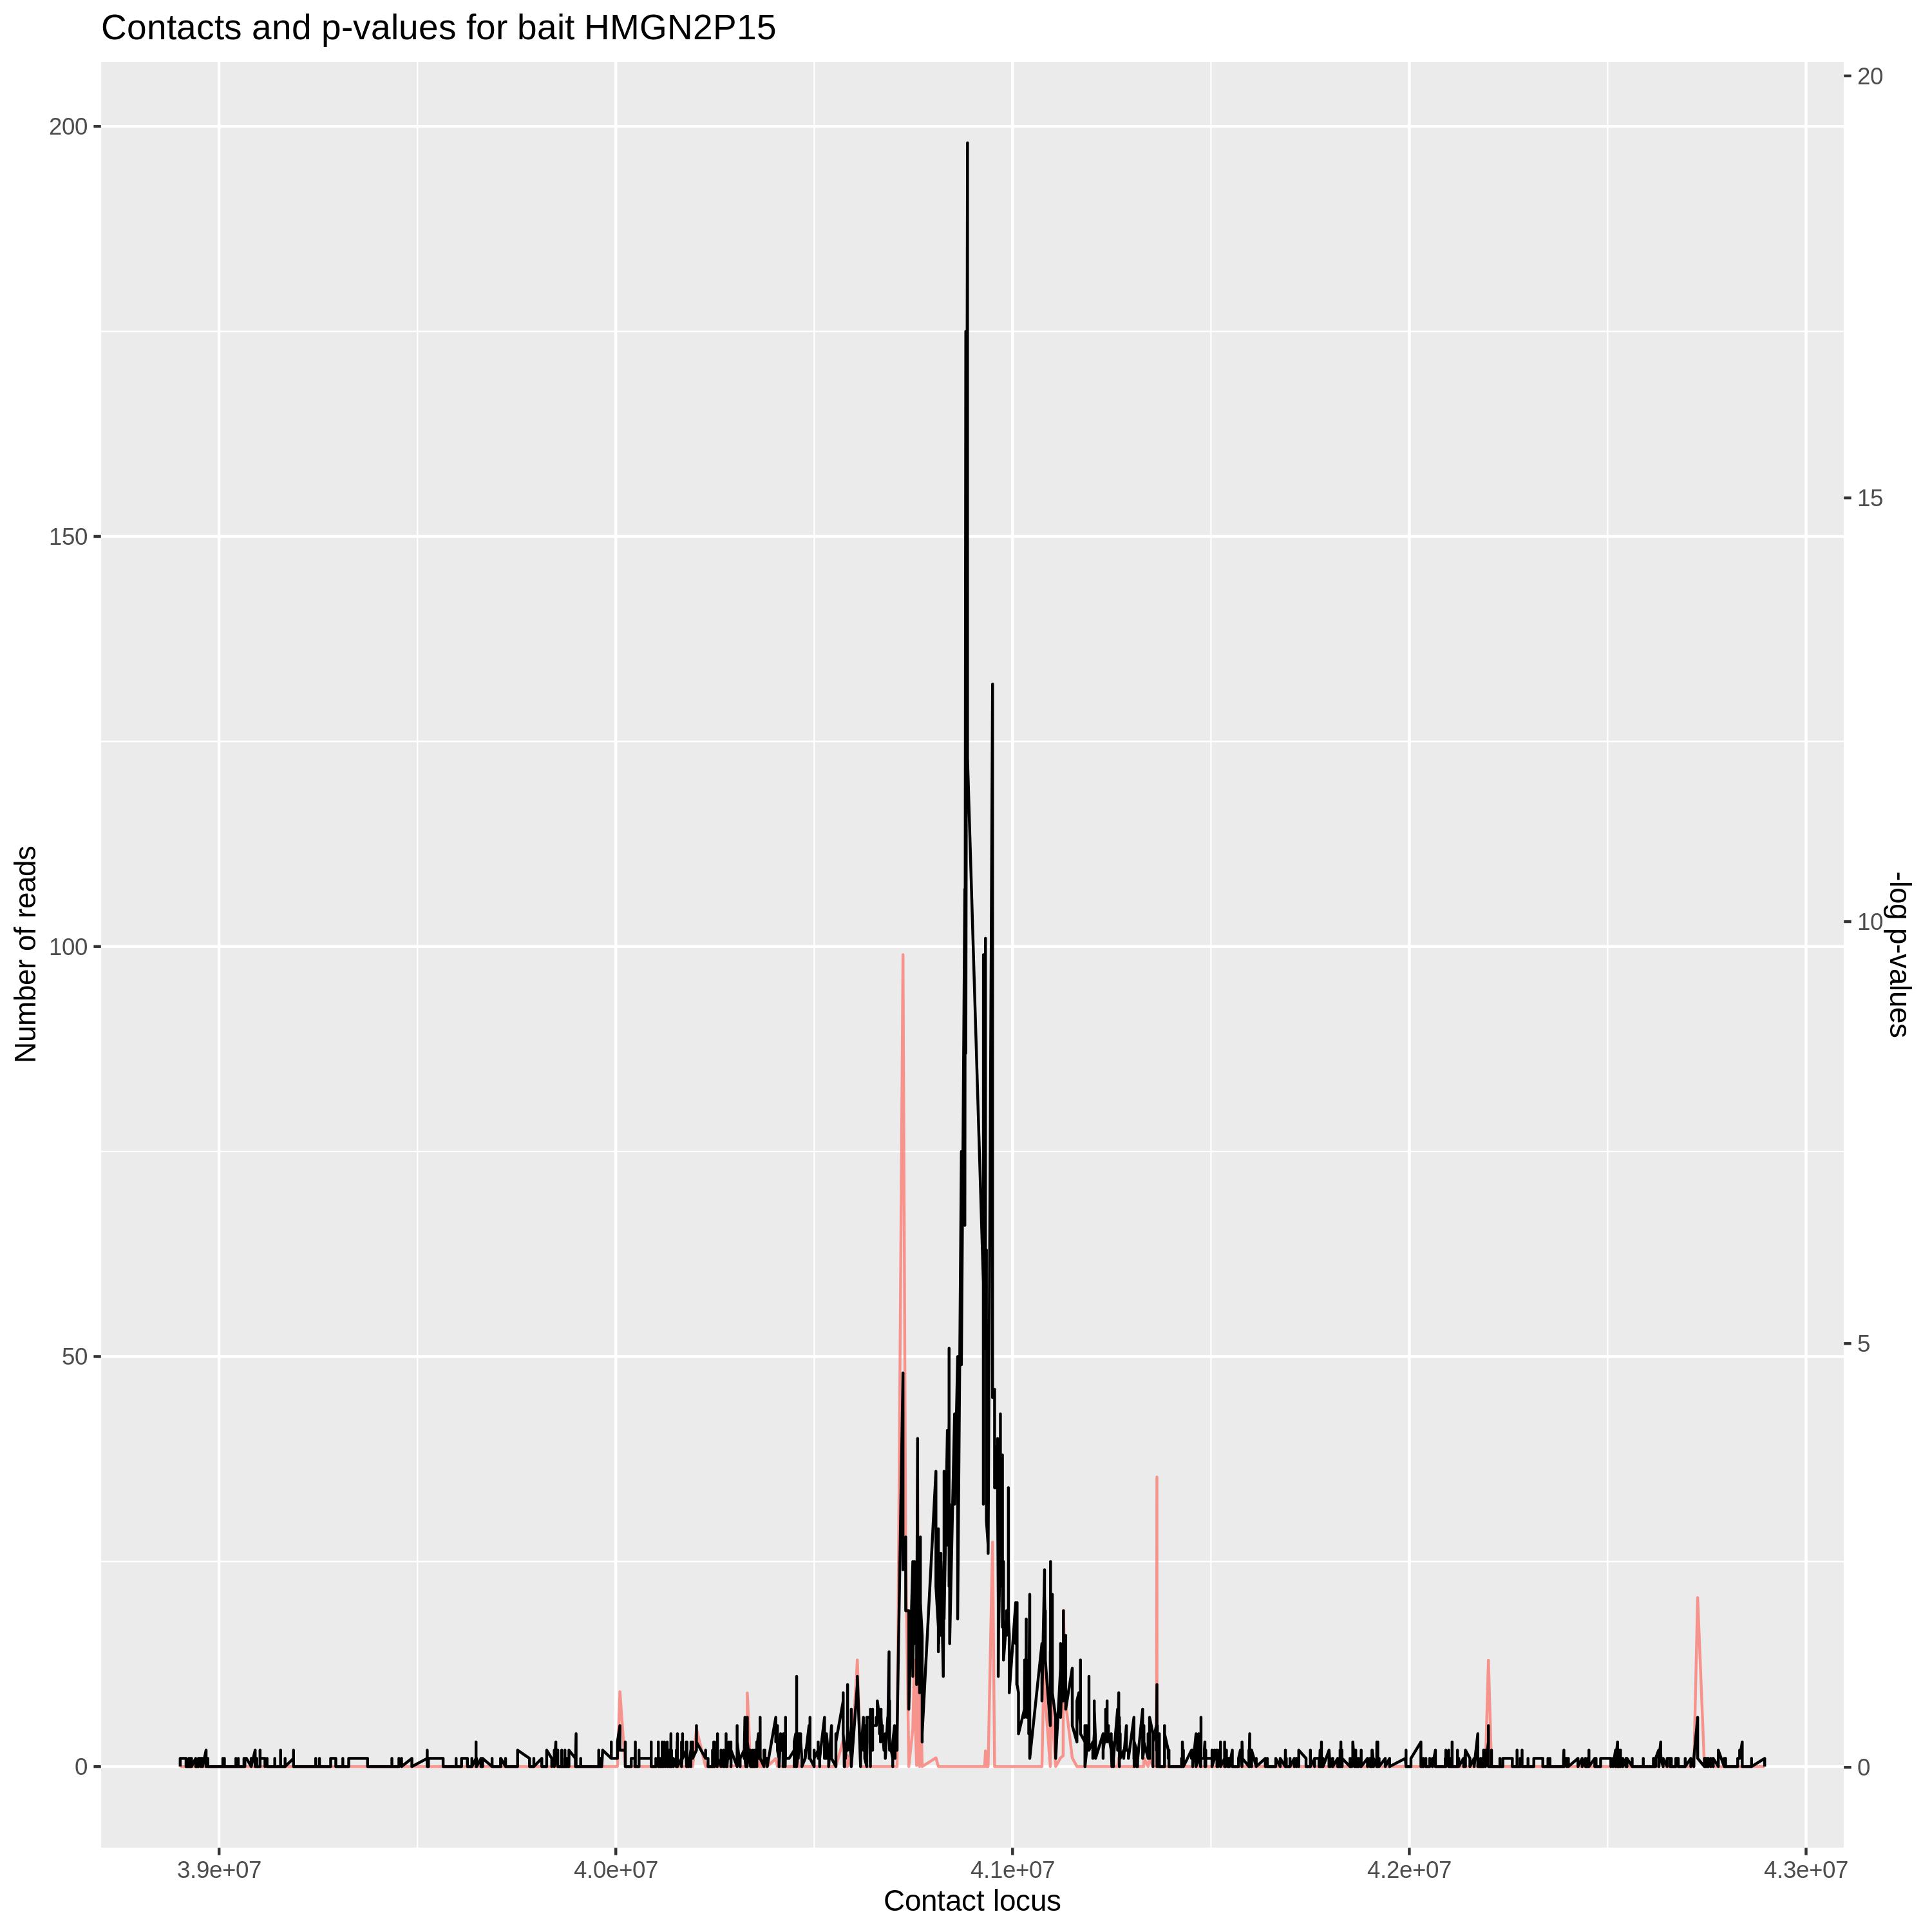 Contacts and p-values for bait HMGN2P15
Number of reads
200
150
100
50
0
20
15
10
5
0
-log p-values
3.9e+07
4.0e+07
4.1e+07
4.2e+07
4.3e+07
Contact locus